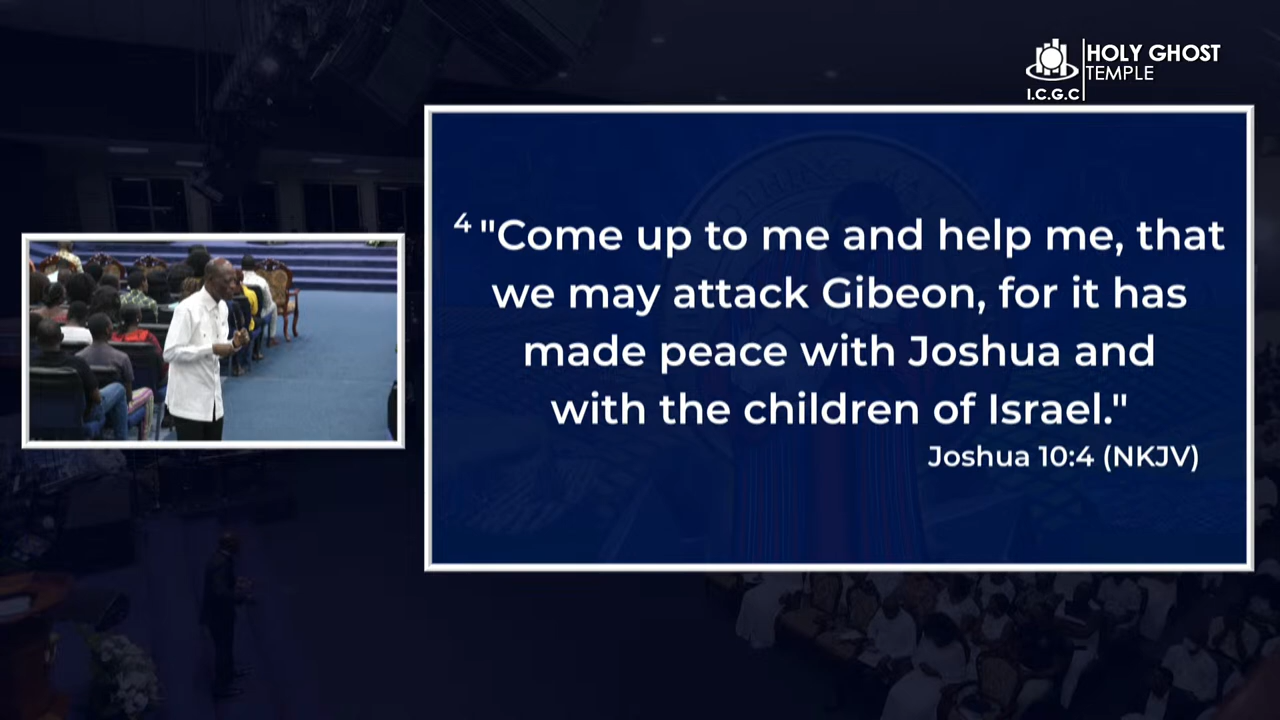 HOLY GHOST
TEMPLE
I.C.G.C
4 "Come up to me and help me, that
we may attack Gibeon, for it has
made peace with Joshua and
with the children of Israel."
Joshua 10:4 (NKJV)